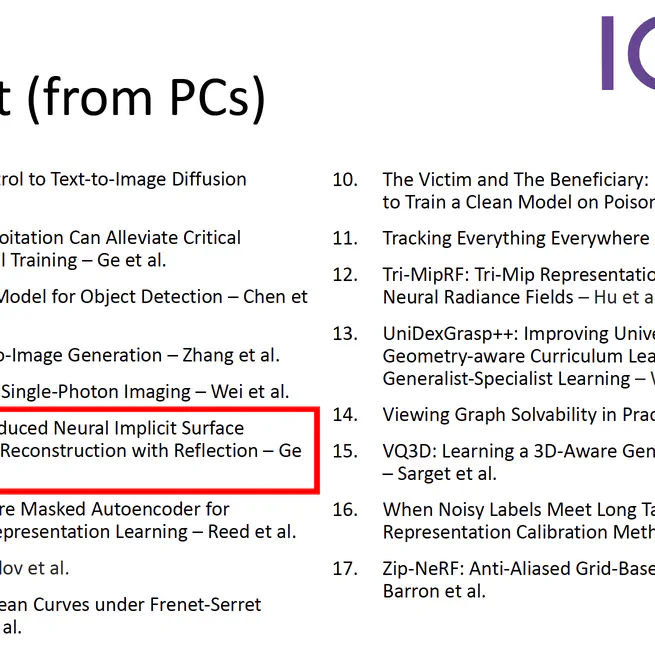 t (from PCs)
IC
rol to Text-to-Image Diffusion
oitation Can Alleviate Critical
l Training – Ge et al.
Model for Object Detection – Chen et
o-Image Generation – Zhang et al.
Single-Photon Imaging – Wei et al.
duced Neural Implicit Surface
Reconstruction with Reflection – Ge
re Masked Autoencoder for
epresentation Learning – Reed et al.
lov et al.
ean Curves under Frenet-Serret
al.
10. The Victim and The Beneficiary:
to Train a Clean Model on Poison
11. Tracking Everything Everywhere
12. Tri-MipRF: Tri-Mip Representatio
Neural Radiance Fields – Hu et a
13. UniDexGrasp++: Improving Unive
Geometry-aware Curriculum Lea
Generalist-Specialist Learning –
14. Viewing Graph Solvability in Prac
15. VQ3D: Learning a 3D-Aware Gen
– Sarget et al.
16. When Noisy Labels Meet Long Ta
Representation Calibration Meth
17. Zip-NeRF: Anti-Aliased Grid-Base
Barron et al.